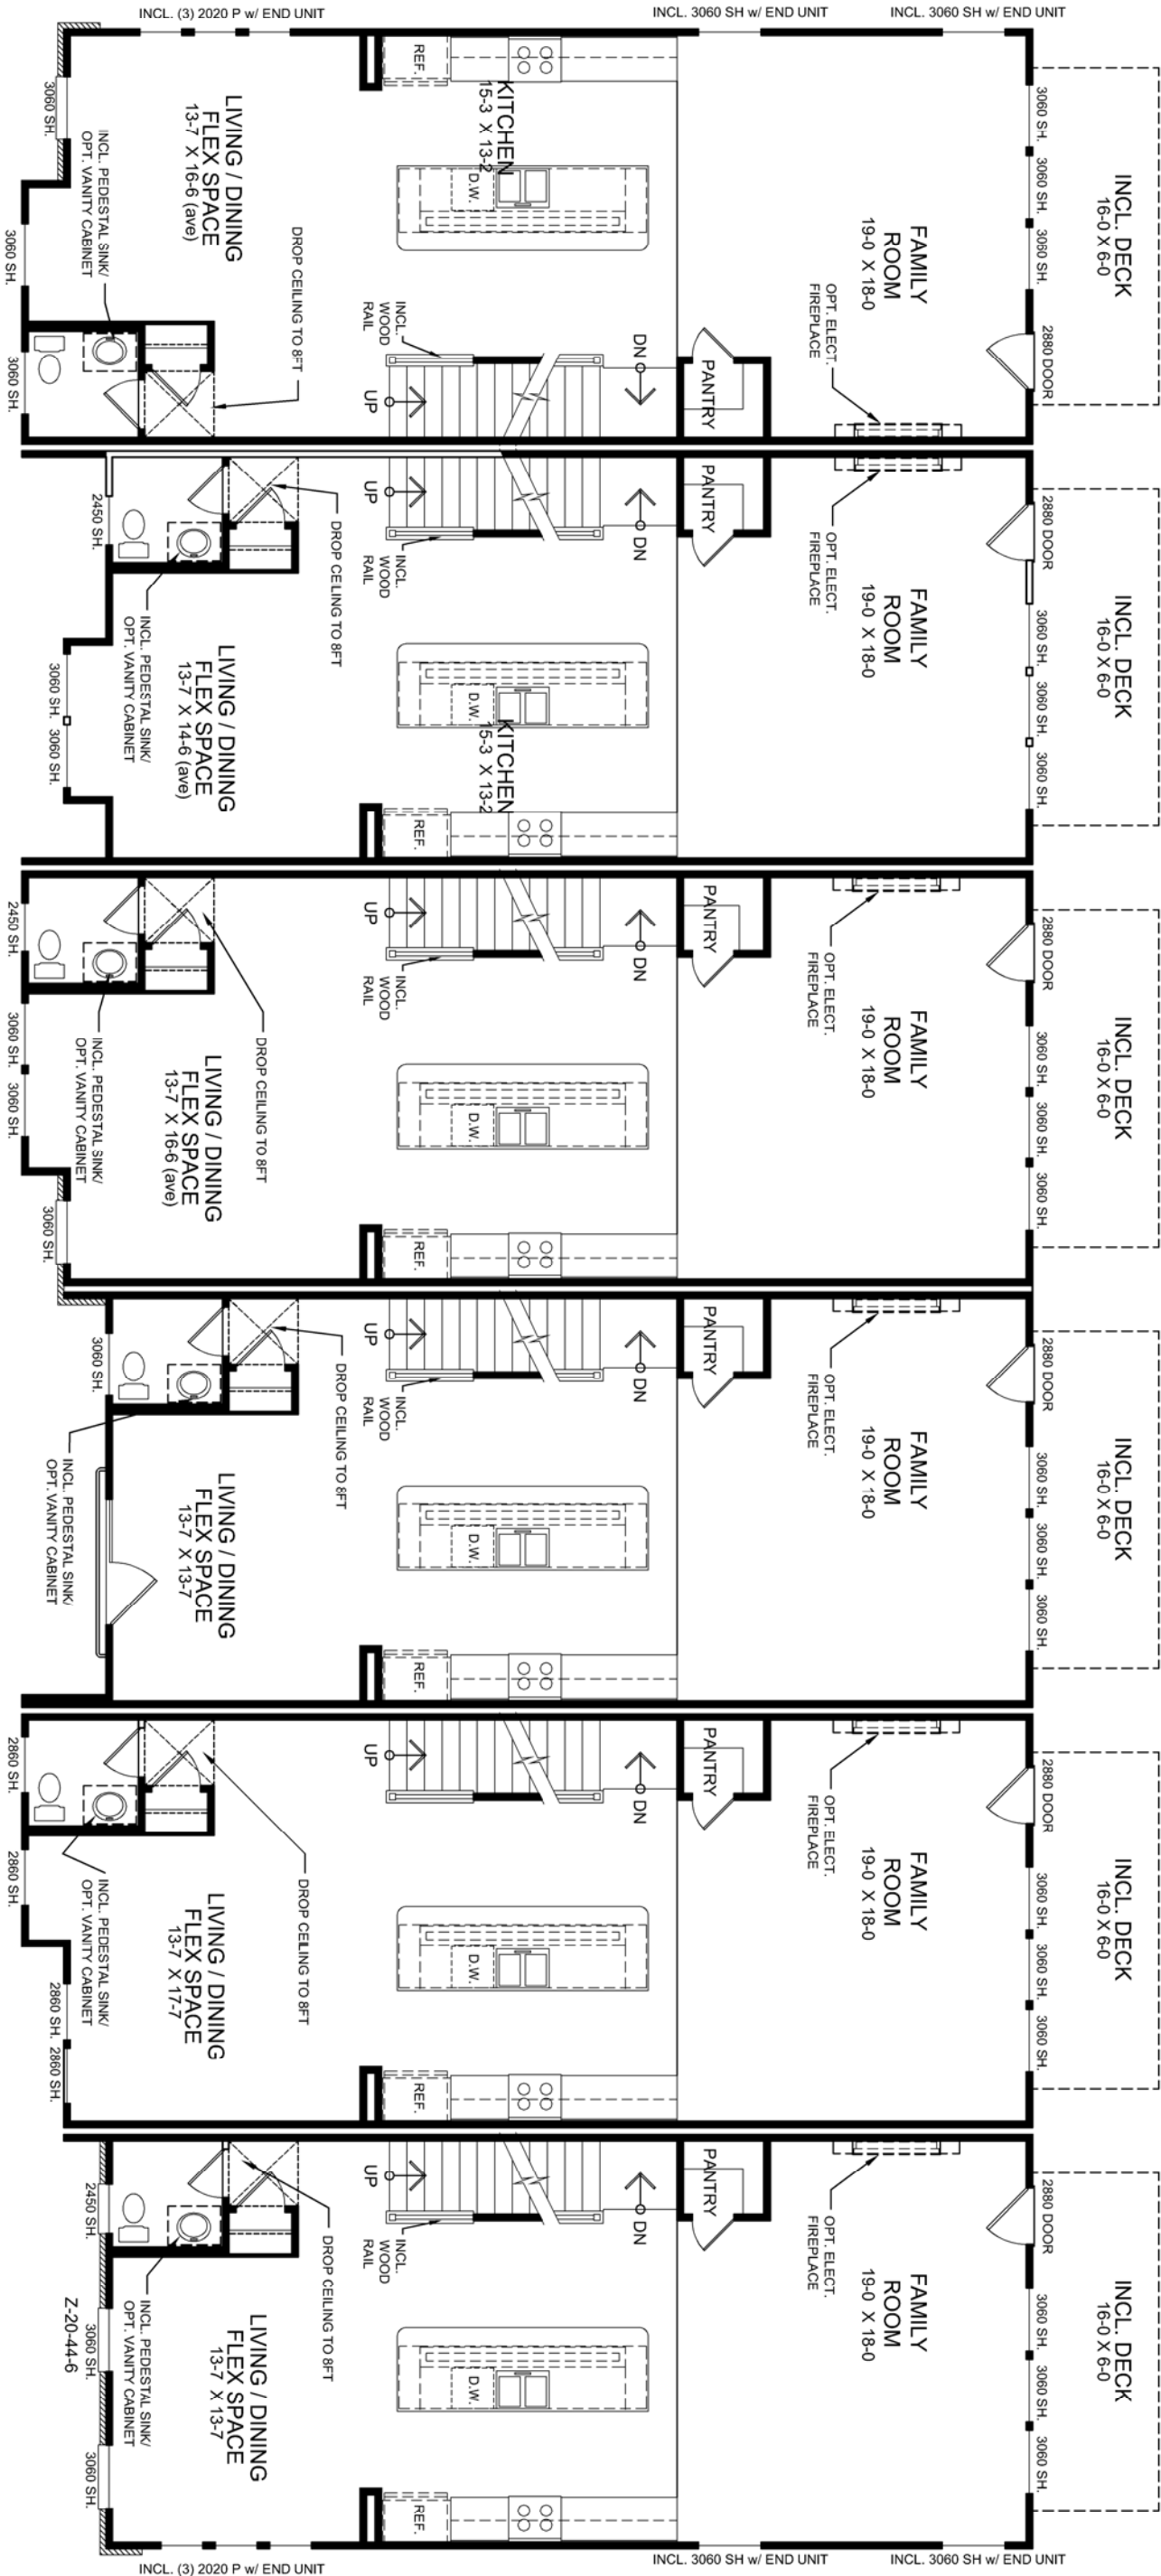 INCL. (3) 2020 P w/ END UNIT
INCL. 3060 SH w/ END UNIT
INCL. 3060 SH w/ END UNIT
INCL. DECK
16-0 X 6-0
3060 SH.
3060 SH.
3060 SH.
2880 DOOR
FAMILY
ROOM
19-0 X 18-0
OPT. ELECT.
FIREPLACE
PANTRY
DN
UP
INCL.
WOOD
RAIL
REF.
KITCHEN
15-3 X 13-2
D.W.
DROP CEILING TO 8FT
LIVING / DINING
FLEX SPACE
13-7 X 16-6 (ave)
INCL. PEDESTAL SINK/
OPT. VANITY CABINET
3060 SH.
3060 SH.
3060 SH.
INCL. DECK
16-0 X 6-0
2880 DOOR
3060 SH.
3060 SH.
3060 SH.
FAMILY
ROOM
19-0 X 18-0
OPT. ELECT.
FIREPLACE
PANTRY
DN
UP
INCL.
WOOD
RAIL
D.W.
KITCHEN
15-3 X 13-2
REF.
DROP CEILING TO 8FT
LIVING / DINING
FLEX SPACE
13-7 X 14-6 (ave)
INCL. PEDESTAL SINK/
OPT. VANITY CABINET
2450 SH.
3060 SH. 3060 SH.
INCL. DECK
16-0 X 6-0
2880 DOOR
3060 SH.
3060 SH.
3060 SH.
FAMILY
ROOM
19-0 X 18-0
OPT. ELECT.
FIREPLACE
PANTRY
DN
UP
INCL.
WOOD
RAIL
D.W.
REF.
DROP CEILING TO 8FT
LIVING / DINING
FLEX SPACE
13-7 X 16-6 (ave)
INCL. PEDESTAL SINK/
OPT. VANITY CABINET
2450 SH.
3060 SH. 3060 SH.
3060 SH.
INCL. DECK
16-0 X 6-0
2880 DOOR
3060 SH.
3060 SH.
3060 SH.
FAMILY
ROOM
19-0 X 18-0
OPT. ELECT.
FIREPLACE
PANTRY
DN
UP
INCL.
WOOD
RAIL
D.W.
REF.
DROP CEILING TO 8FT
LIVING / DINING
FLEX SPACE
13-7 X 13-7
INCL. PEDESTAL SINK/
OPT. VANITY CABINET
3060 SH.
INCL. DECK
16-0 X 6-0
2880 DOOR
3060 SH.
3060 SH.
3060 SH.
FAMILY
ROOM
19-0 X 18-0
OPT. ELECT.
FIREPLACE
PANTRY
DN
UP
D.W.
REF.
DROP CEILING TO 8FT
LIVING / DINING
FLEX SPACE
13-7 X 17-7
INCL. PEDESTAL SINK/
OPT. VANITY CABINET
2860 SH.
2860 SH.
2860 SH. 2860 SH.
INCL. DECK
16-0 X 6-0
2880 DOOR
3060 SH.
3060 SH.
3060 SH.
FAMILY
ROOM
19-0 X 18-0
OPT. ELECT.
FIREPLACE
PANTRY
DN
UP
INCL.
WOOD
RAIL
D.W.
REF.
DROP CEILING TO 8FT
LIVING / DINING
FLEX SPACE
13-7 X 13-7
INCL. PEDESTAL SINK/
OPT. VANITY CABINET
2450 SH.
3060 SH.
3060 SH.
Z-20-44-6
INCL. (3) 2020 P w/ END UNIT
INCL. 3060 SH w/ END UNIT
INCL. 3060 SH w/ END UNIT